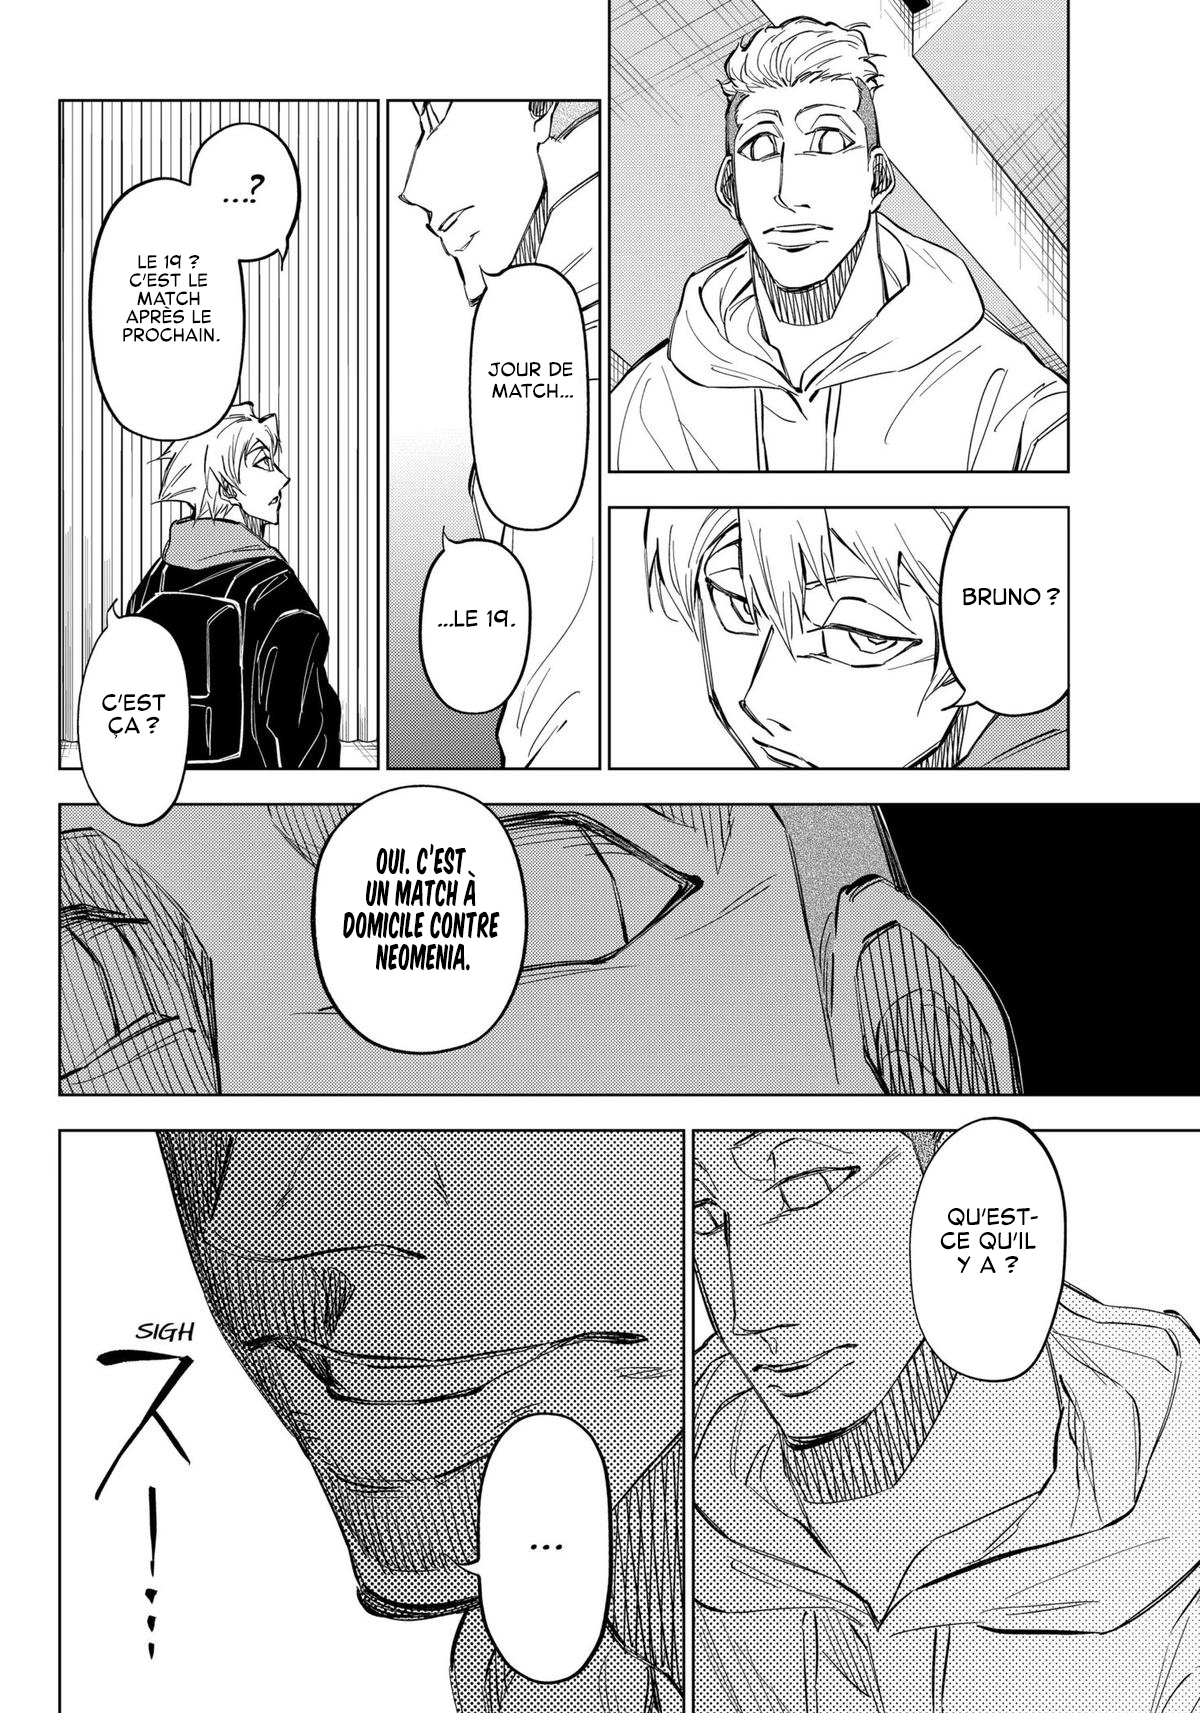 BRUNO ?
JOUR DE
MATCH...
...LE 19.
...?
LE 19 ?
C'EST LE
MATCH
APRÈS LE
PROCHAIN.
C'EST
ÇA ?
OUI. C'EST
UN MATCH À
DOMICILE CONTRE
NEOMENIA.
QU'EST-
CE QU'IL
Y A ?
...
SIGH
スー…